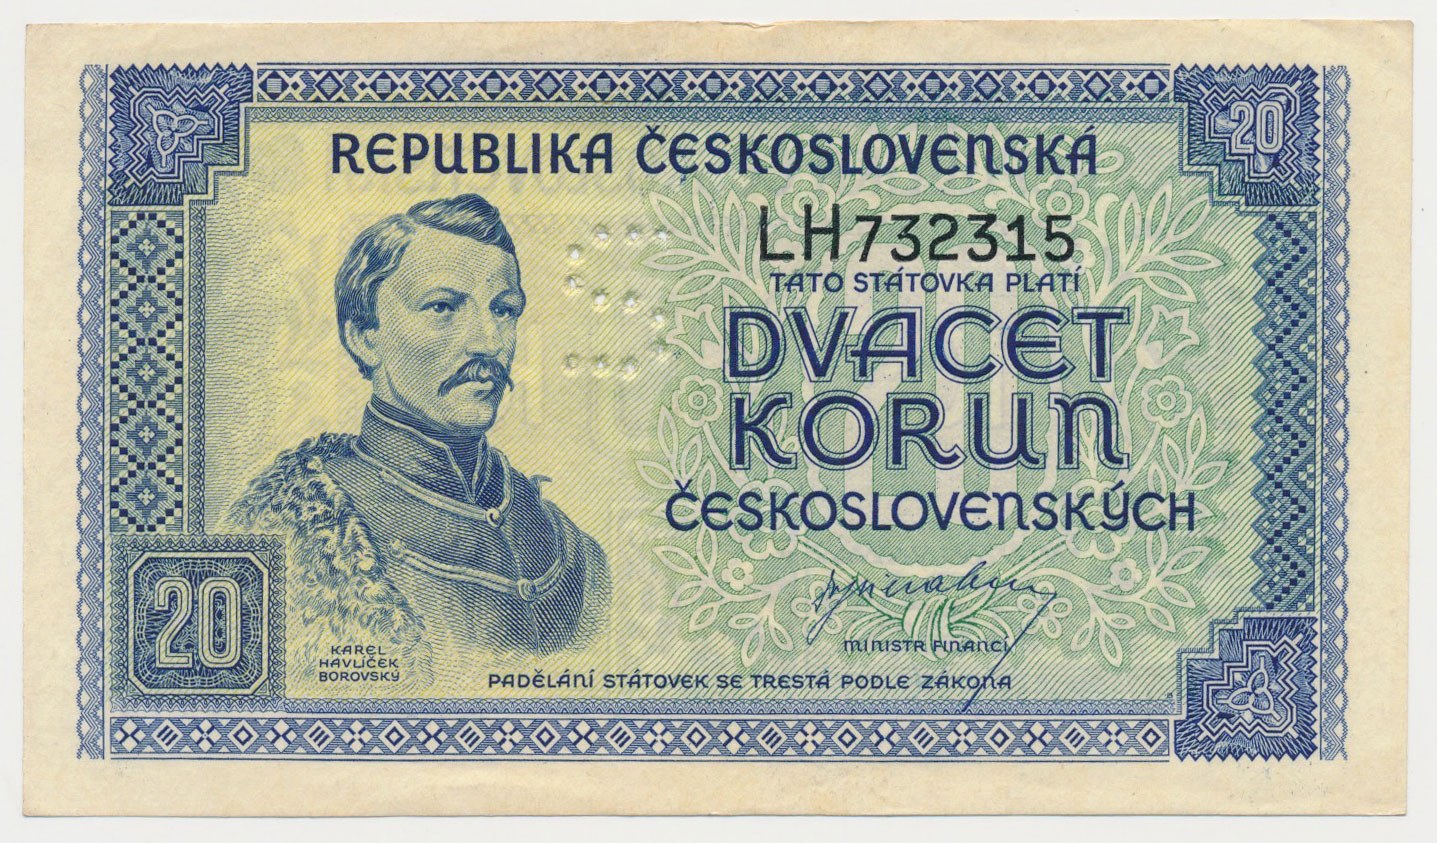 REPUBLIKA ČESKOSLOVENSKÁ
20
LH732315
TATO STÁTOVKA PLATÍ
DVACET
KORUN
ČESKOSLOVENSKÝCH
S
MINISTR FINANCÍ
20
KAREL
HAVLÍČEK
BOROVSKÝ
PADĚLÁNÍ STÁTOVEK SE TRESTÁ PODLE ZÁKONA